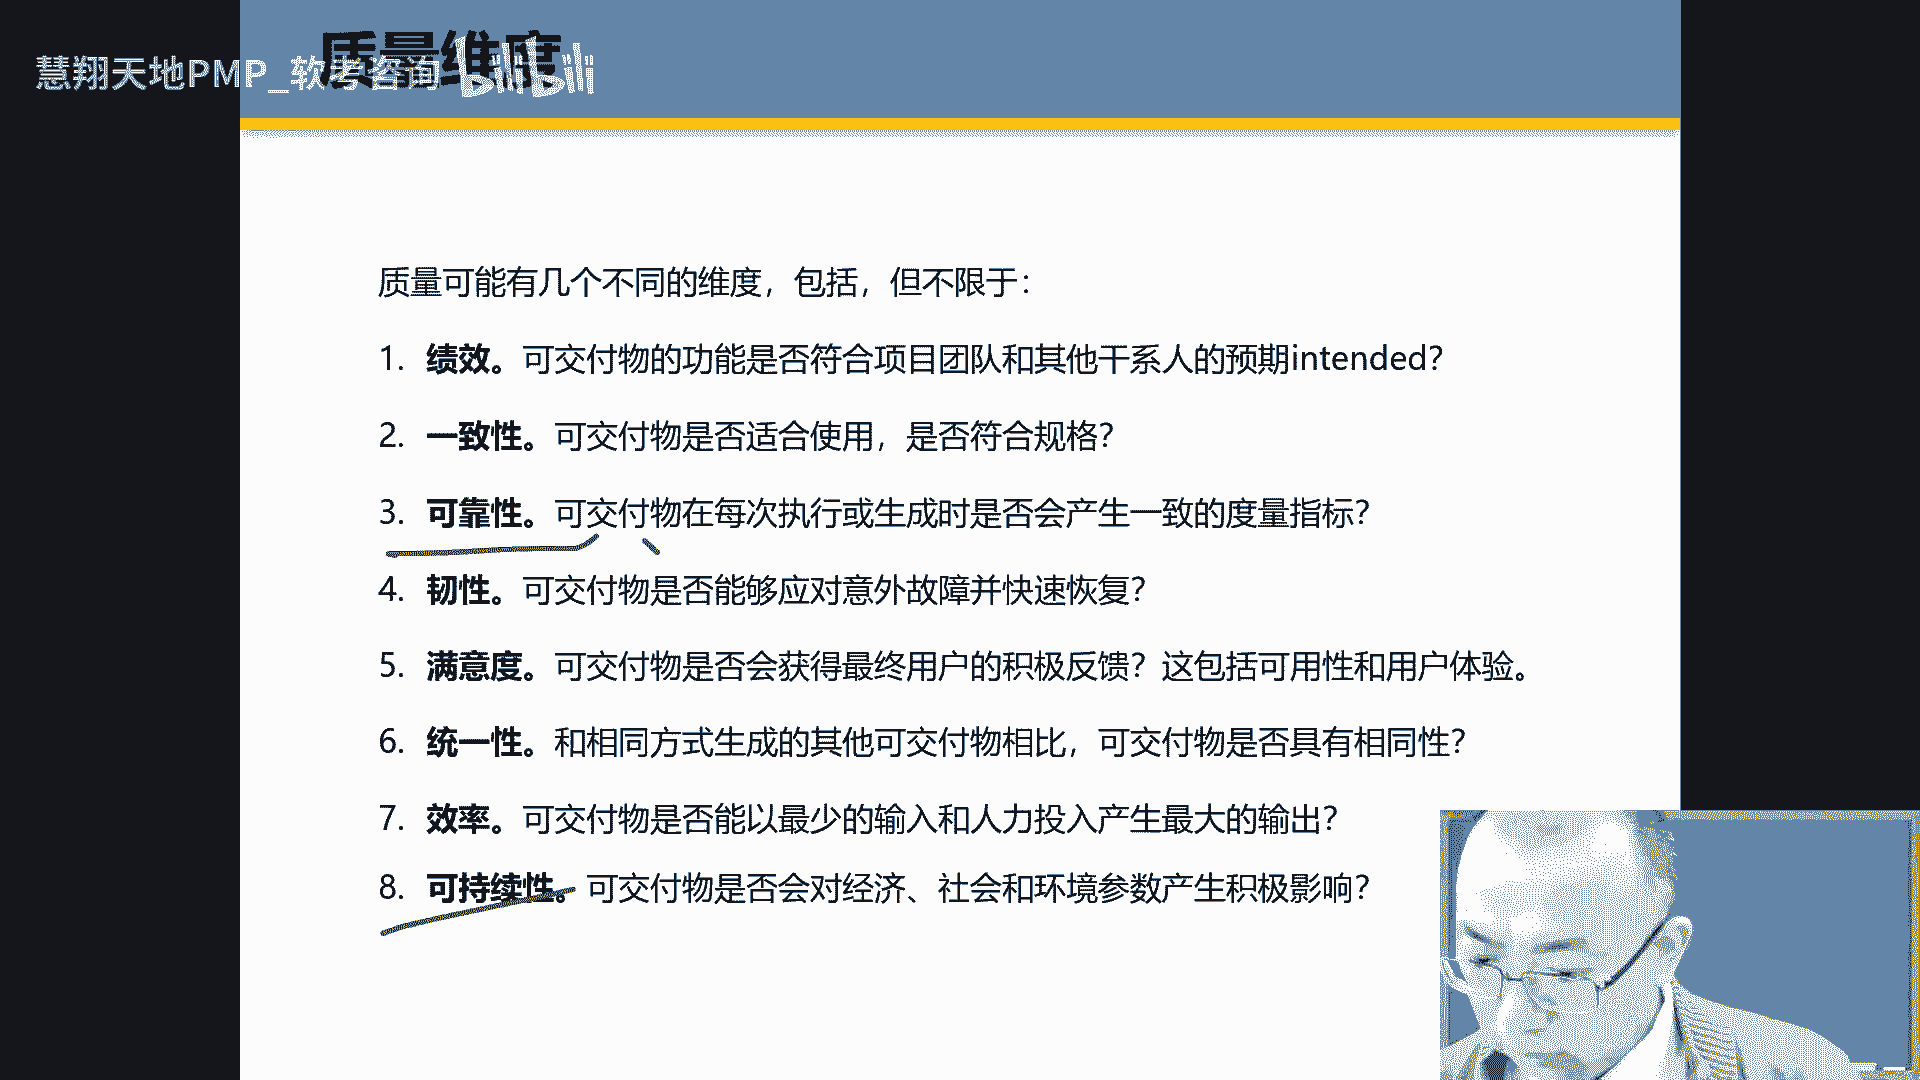 质量维度
慧翔天地PMP_软考咨询 bilibili
质量可能有几个不同的维度，包括，但不限于：
1. 绩效。可交付物的功能是否符合项目团队和其他干系人的预期intended？
2. 一致性。可交付物是否适合使用，是否符合规格？
3. 可靠性。可交付物在每次执行或生成时是否会产生一致的度量指标？
4. 韧性。可交付物是否能够应对意外故障并快速恢复？
5. 满意度。可交付物是否会获得最终用户的积极反馈？这包括可用性和用户体验。
6. 统一性。和相同方式生成的其他可交付物相比，可交付物是否具有相同性？
7. 效率。可交付物是否能以最少的输入和人力投入产生最大的输出？
8. 可持续性。可交付物是否会对经济、社会和环境参数产生积极影响？